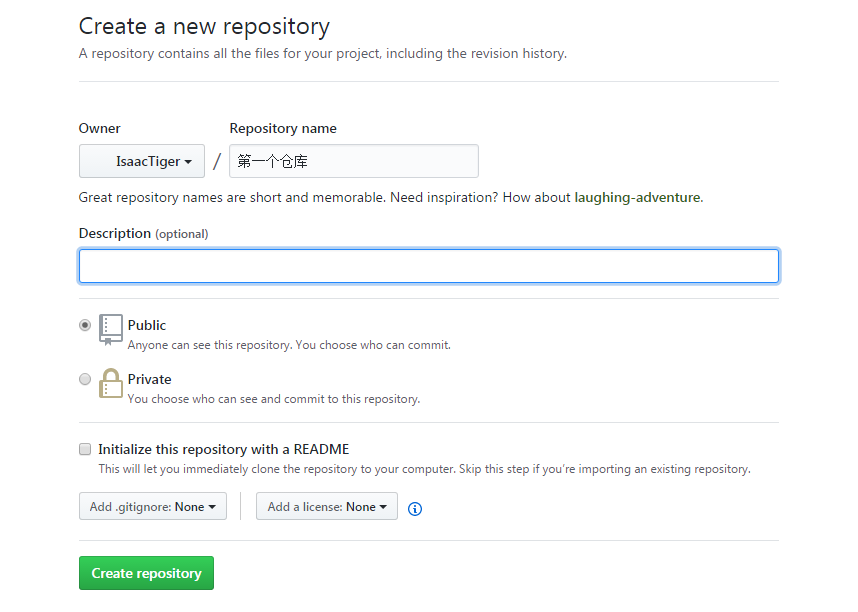 Create a new repository
A repository contains all the files for your project, including the revision history.
Owner
Repository name
IsaacTiger
/
第一个仓库
Great repository names are short and memorable. Need inspiration? How about laughing-adventure.
Description (optional)
Public
Anyone can see this repository. You choose who can commit.
Private
You choose who can see and commit to this repository.
Initialize this repository with a README
This will let you immediately clone the repository to your computer. Skip this step if you’re importing an existing repository.
Add .gitignore: None
Add a license: None
Create repository